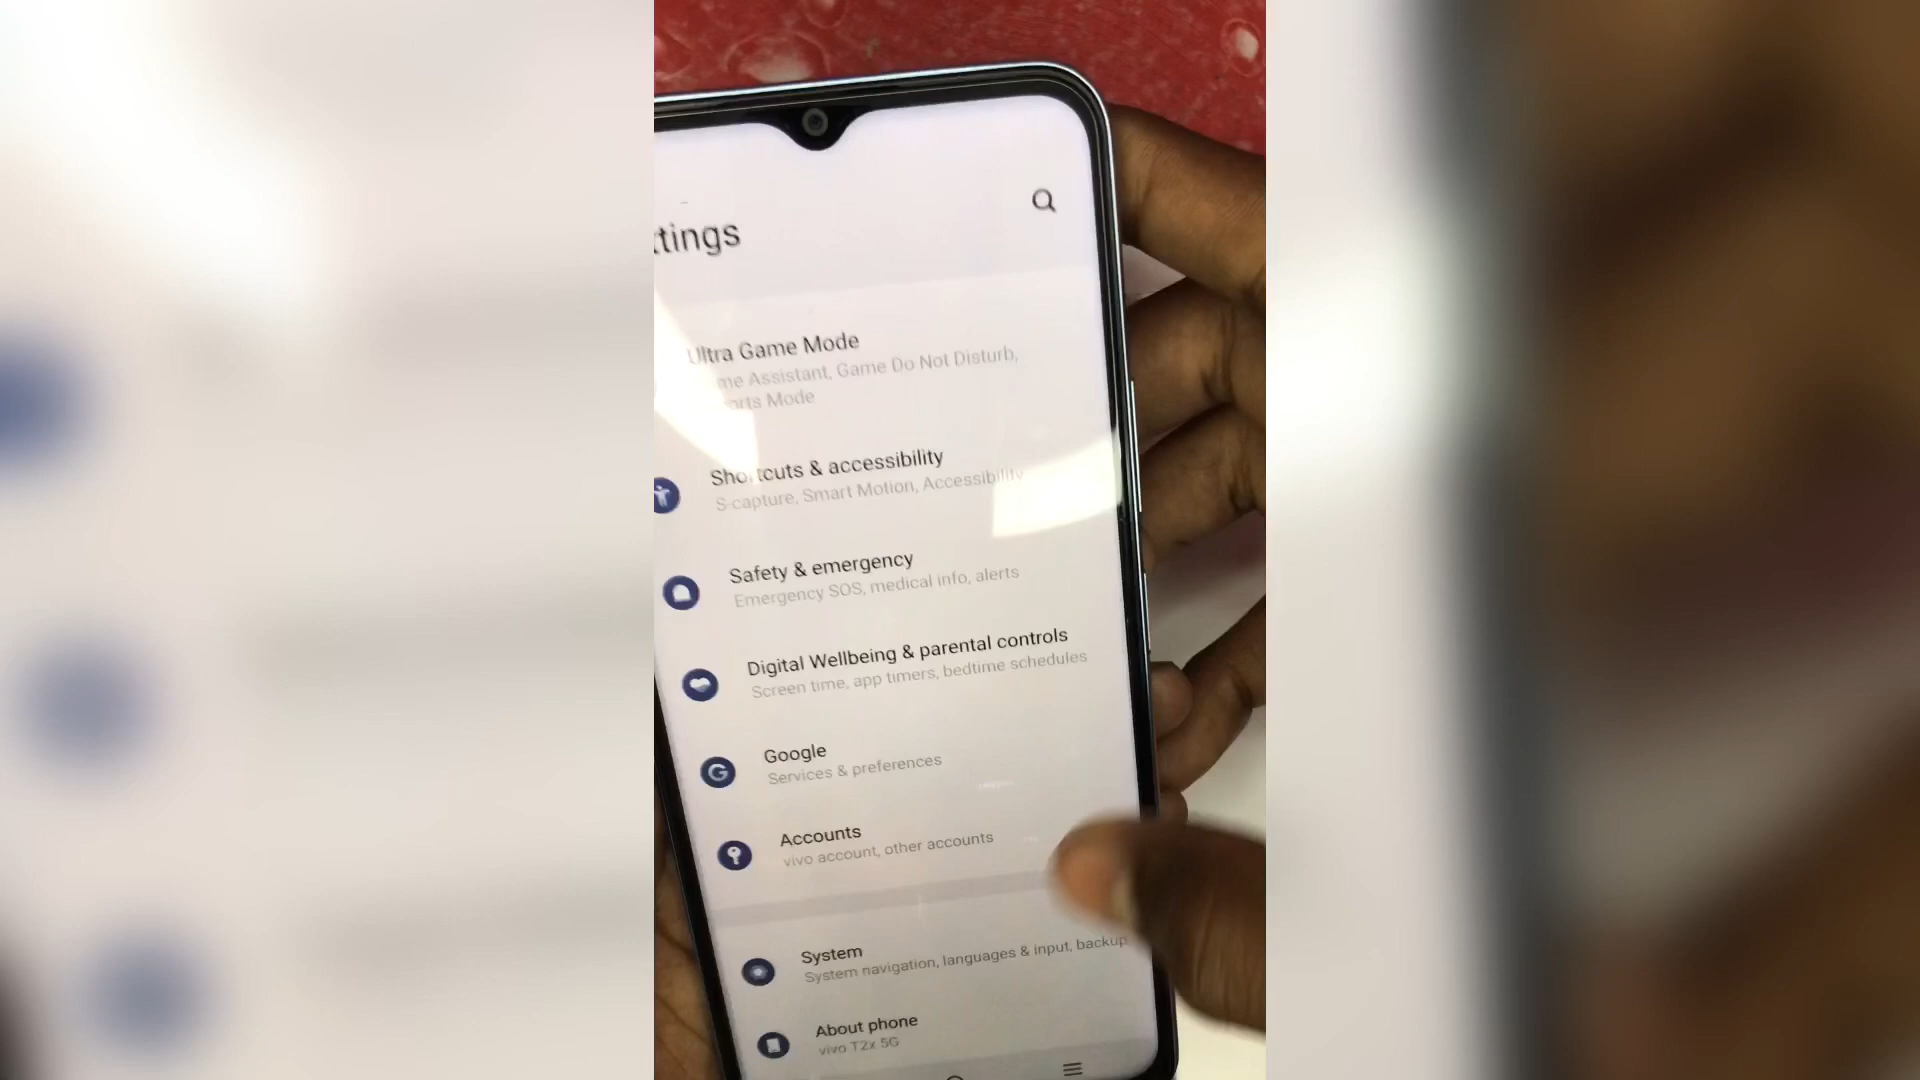 ttings
Ultra Game Mode
me Assistant, Game Do Not Disturb,
orts Mode
Shortcuts & accessibility
S-capture, Smart Motion, Accessibility
Safety & emergency
Emergency SOS, medical info, alerts
Digital Wellbeing & parental controls
Screen time, app timers, bedtime schedules
Google
Services & preferences
Accounts
vivo account, other accounts
System
System navigation, languages & input, backup
About phone
vivo T2x 5G